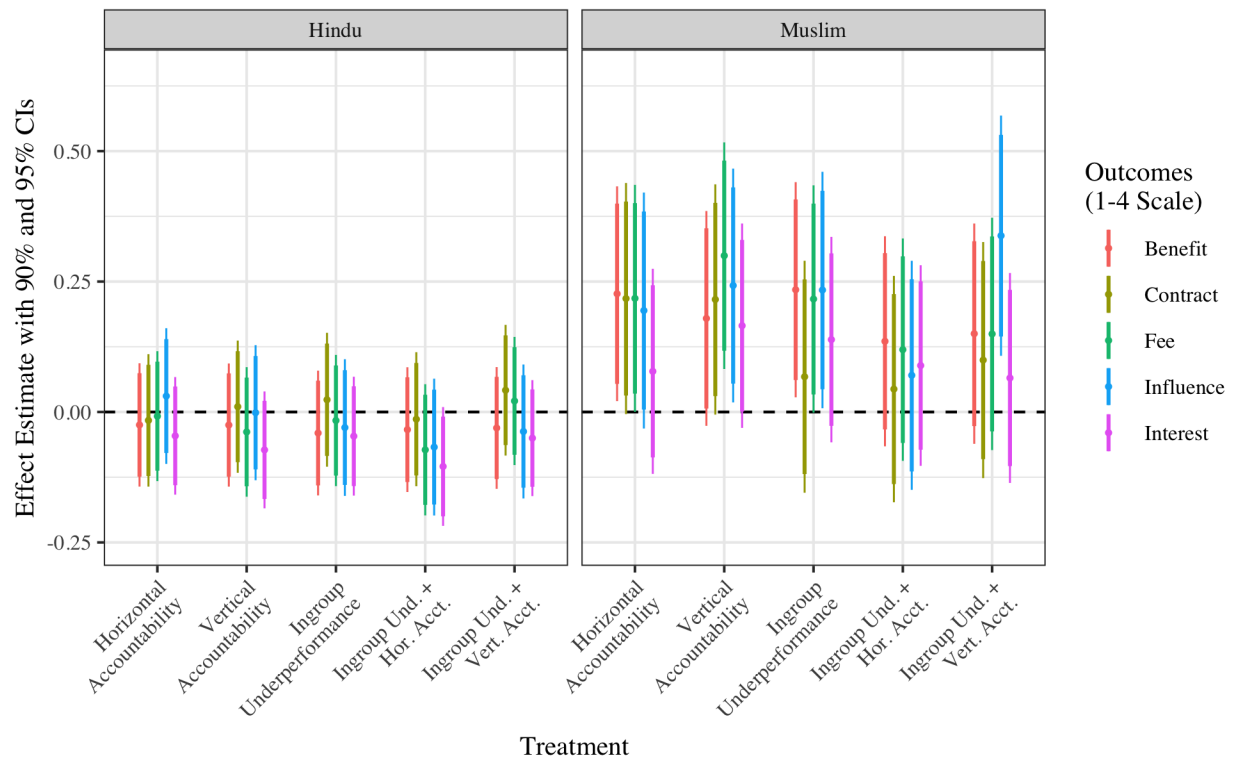 Hindu
Muslim
Effect Estimate with 90% and 95% CIs
0.50
0.25
0.00
-0.25
Horizontal
Accountability
Vertical
Accountability
Ingroup
Underperformance
Ingroup Und. +
Hor. Acct.
Ingroup Und. +
Vert. Acct.
Horizontal
Accountability
Vertical
Accountability
Ingroup
Underperformance
Ingroup Und. +
Hor. Acct.
Ingroup Und. +
Vert. Acct.
Treatment
Outcomes
(1-4 Scale)
Benefit
Contract
Fee
Influence
Interest